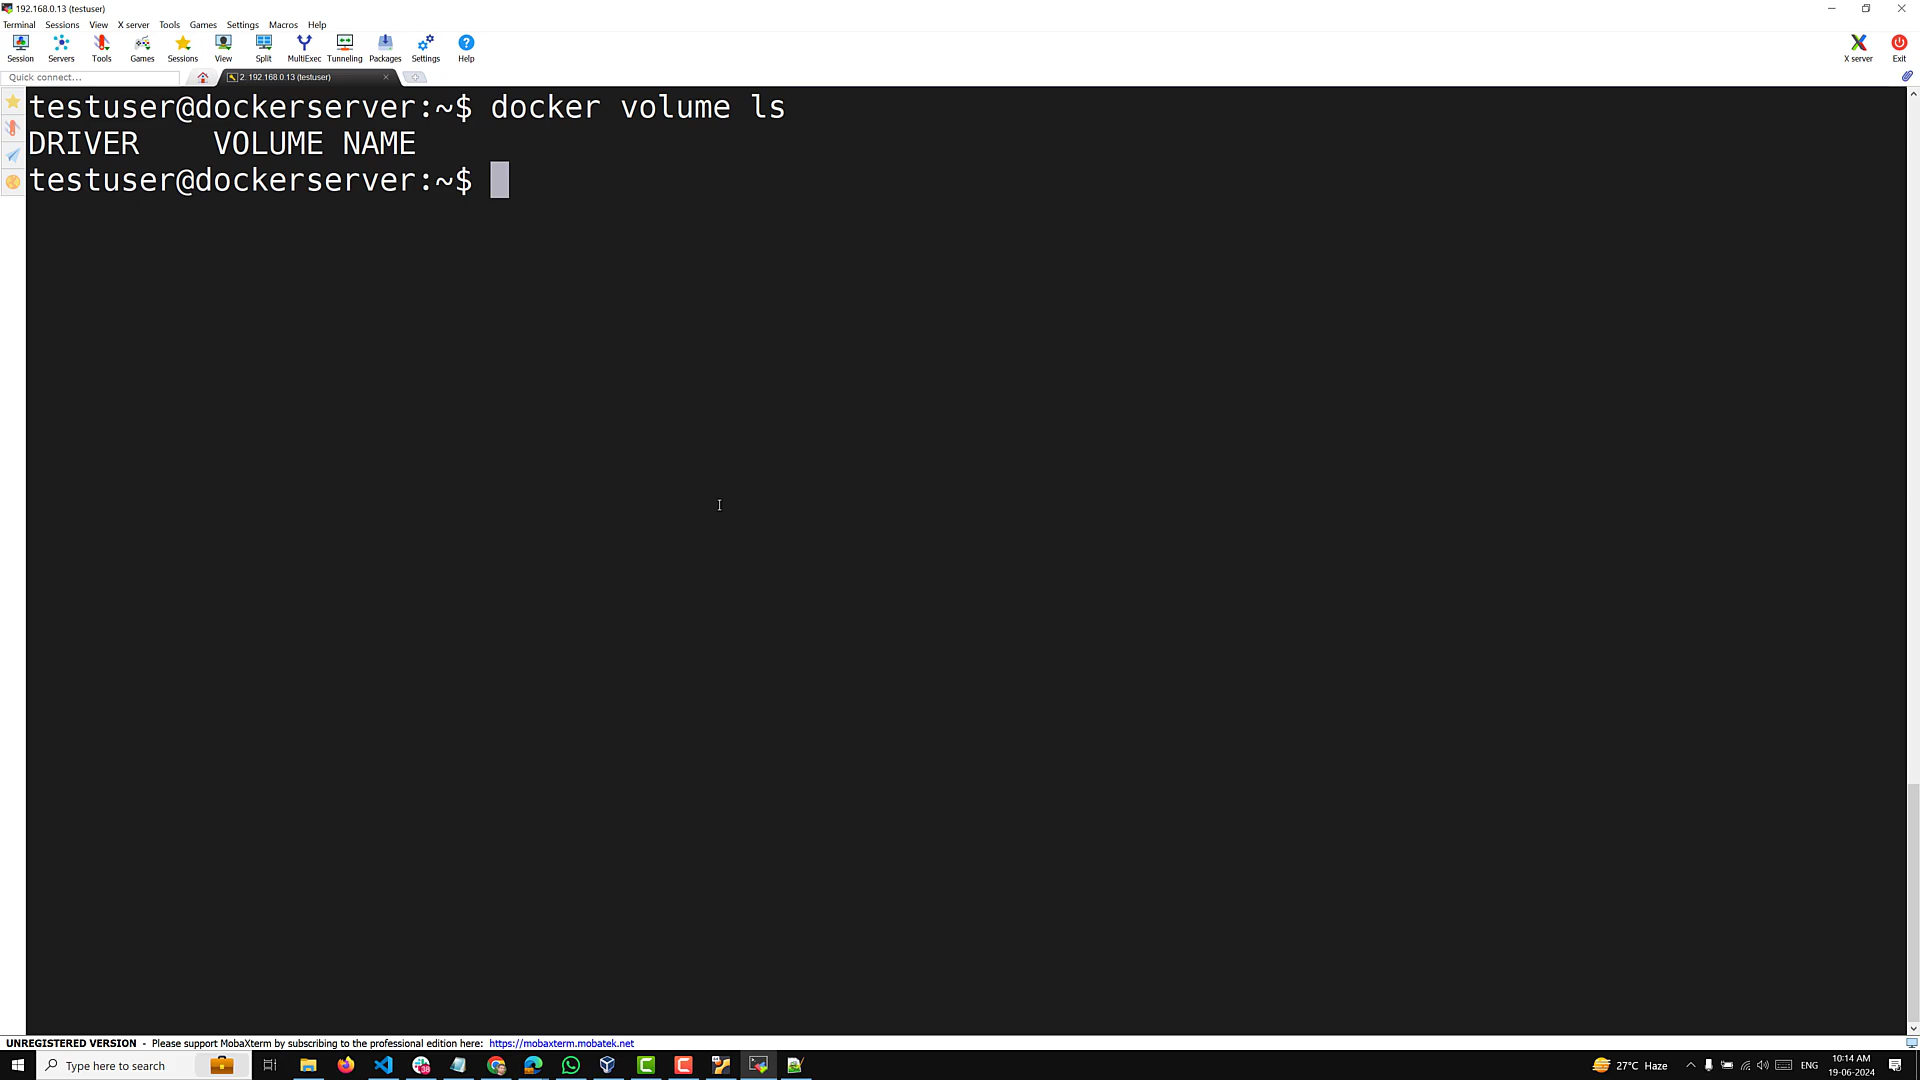 192.168.0.13 (testuser)
Terminal Sessions View X server Tools Games Settings Macros Help
Session Servers Tools Games Sessions View Split MultiExec Tunneling Packages Settings Help X server Exit
Quick connect...
2. 192.168.0.13 (testuser)
testuser@dockerserver:~$ docker volume ls
DRIVER    VOLUME NAME
testuser@dockerserver:~$
UNREGISTERED VERSION - Please support MobaXterm by subscribing to the professional edition here: https://mobaxterm.mobatek.net
Type here to search
27°C Haze
ENG
10:14 AM
19-06-2024